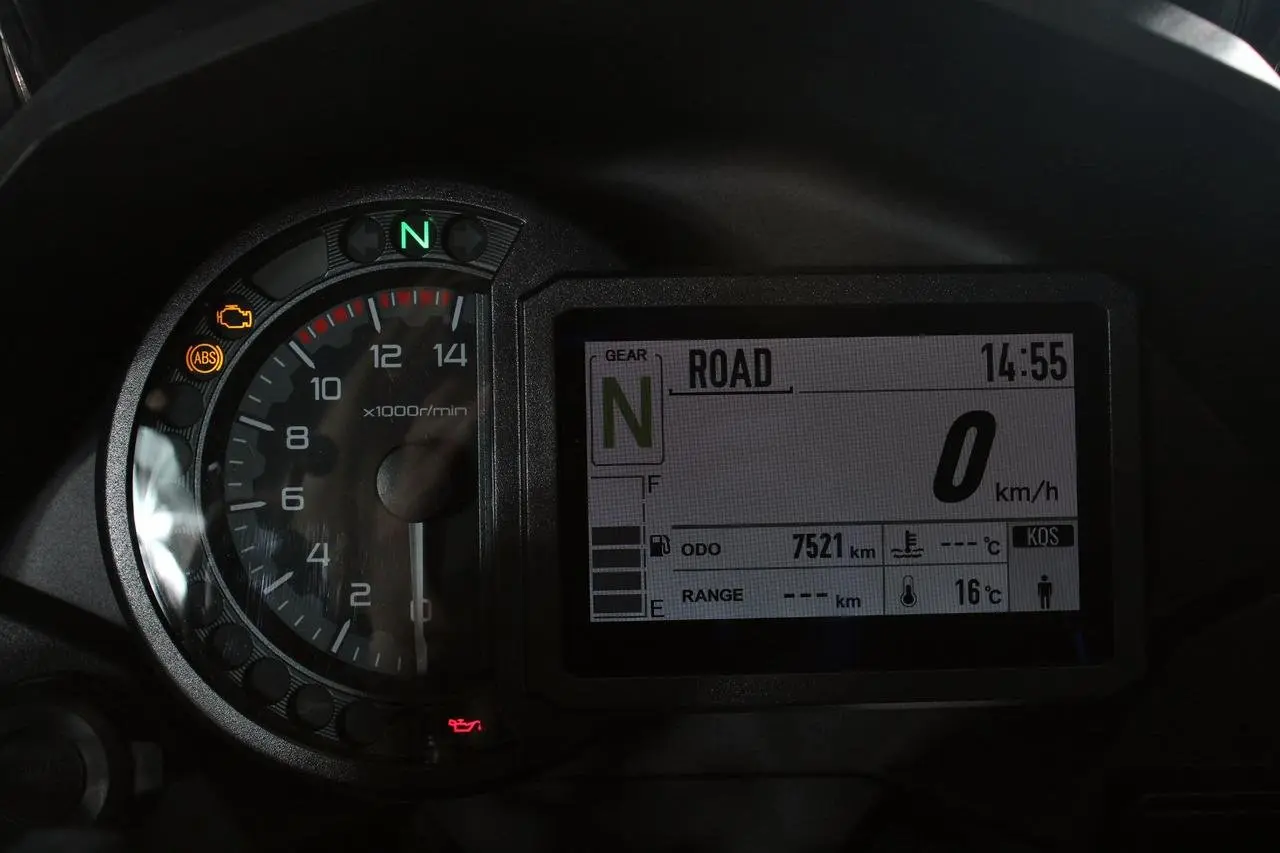 N
ABS
12 14
10
x1000r/min
8
6
4
2
0
GEAR
N
ROAD
14:55
0 km/h
F
ODO 7521 km
--- °C
KQS
E
RANGE --- km
16 °C